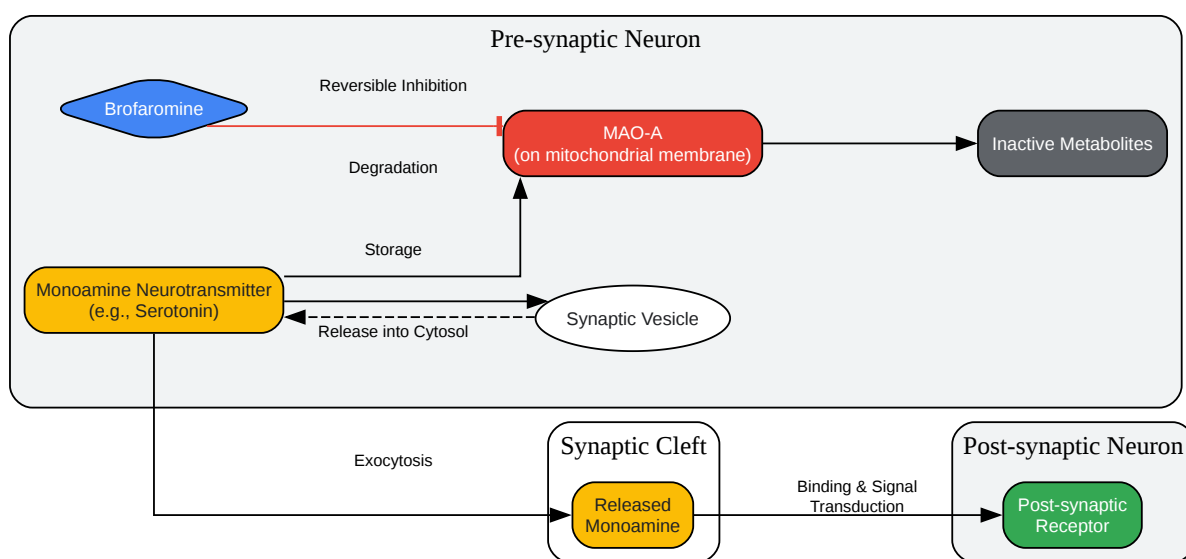 Pre-synaptic Neuron
Reversible Inhibition
Brofaromine
MAO-A
(on mitochondrial membrane)
Inactive Metabolites
Degradation
Storage
Monoamine Neurotransmitter
(e.g., Serotonin)
Synaptic Vesicle
Release into Cytosol
Exocytosis
Synaptic Cleft
Released
Monoamine
Binding & Signal
Transduction
Post-synaptic Neuron
Post-synaptic
Receptor